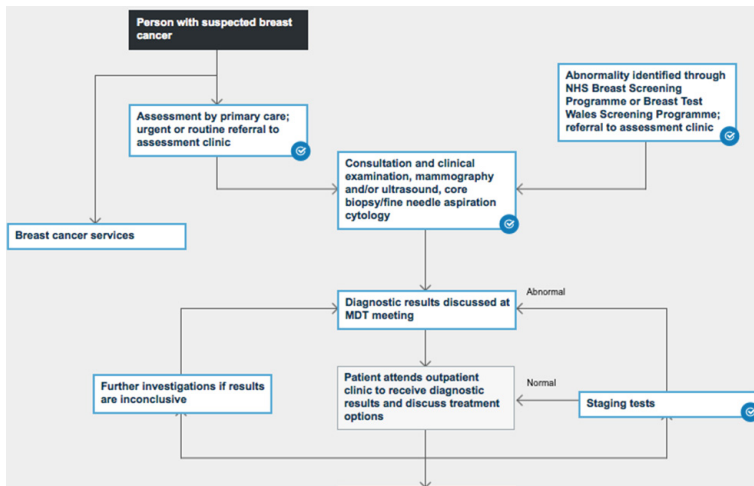 Person with suspected breast
cancer
Abnormality identified through
NHS Breast Screening
Programme or Breast Test
Wales Screening Programme;
referral to assessment clinic
Assessment by primary care;
urgent or routine referral to
assessment clinic
Consultation and clinical
examination, mammography
and/or ultrasound, core
biopsy/fine needle aspiration
cytology
Breast cancer services
Diagnostic results discussed at
MDT meeting
Abnormal
Further investigations if results
are inconclusive
Patient attends outpatient
clinic to receive diagnostic
results and discuss treatment
options
Normal
Staging tests